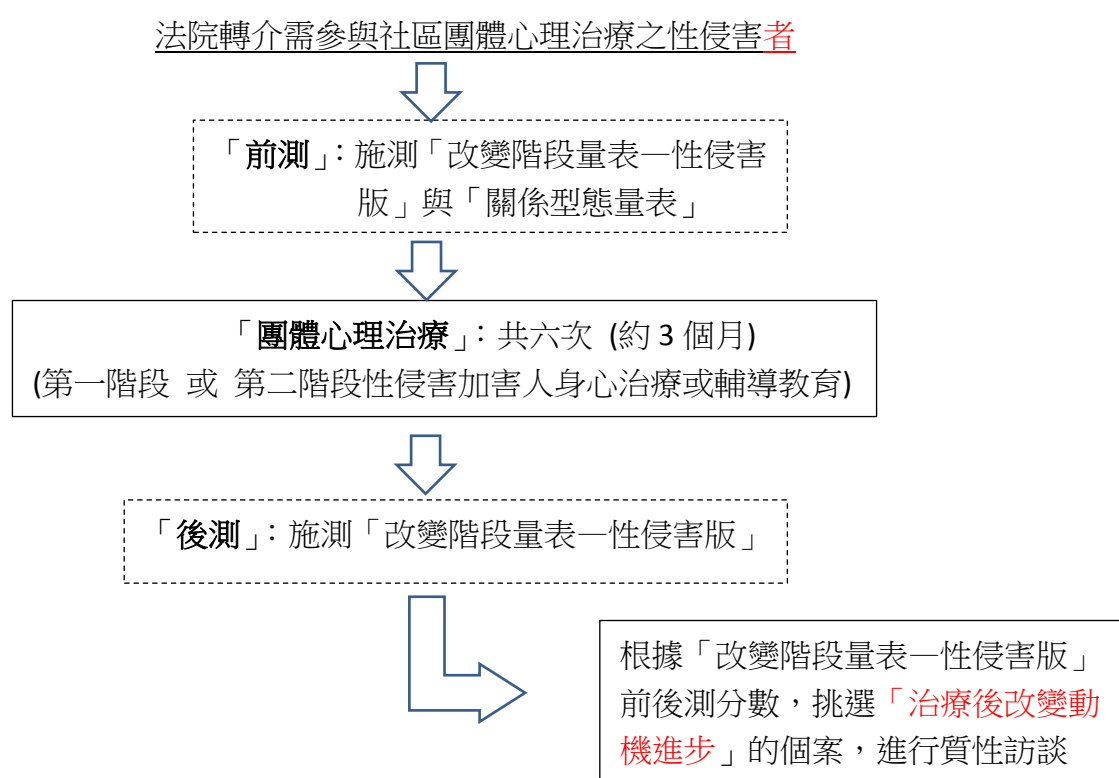 法院轉介需參與社區團體心理治療之性侵害者
「前測」：施測「改變階段量表—性侵害
版」與「關係型態量表」
「團體心理治療」：共六次 (約 3 個月)
(第一階段 或 第二階段性侵害加害人身心治療或輔導教育)
「後測」：施測「改變階段量表—性侵害版」
根據「改變階段量表—性侵害版」
前後測分數，挑選「治療後改變動
機進步」的個案，進行質性訪談